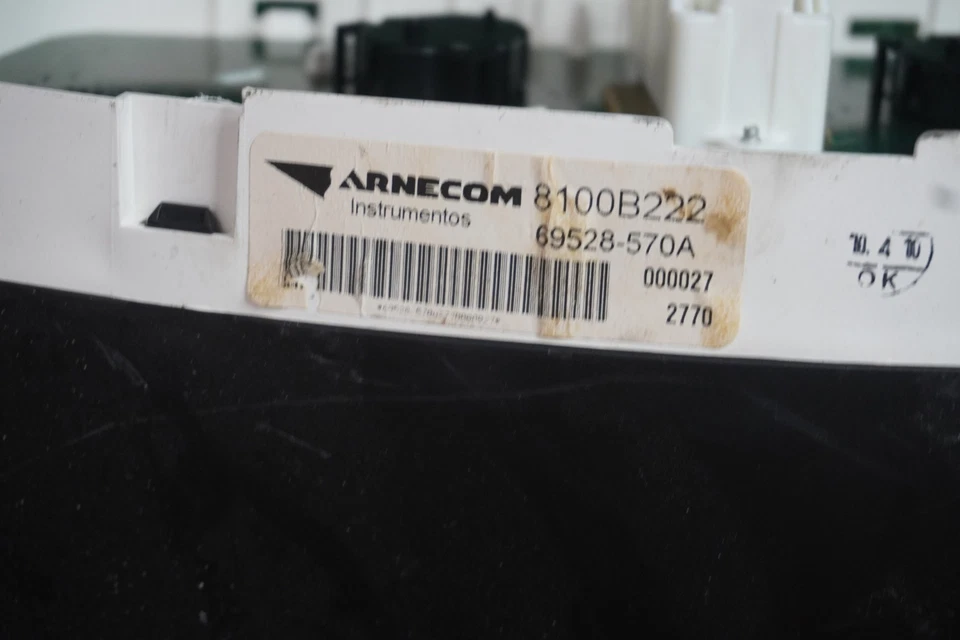 ARNECOM 8100B222
Instrumentos
69528-570A
000027
2770
10. 4 10
OK